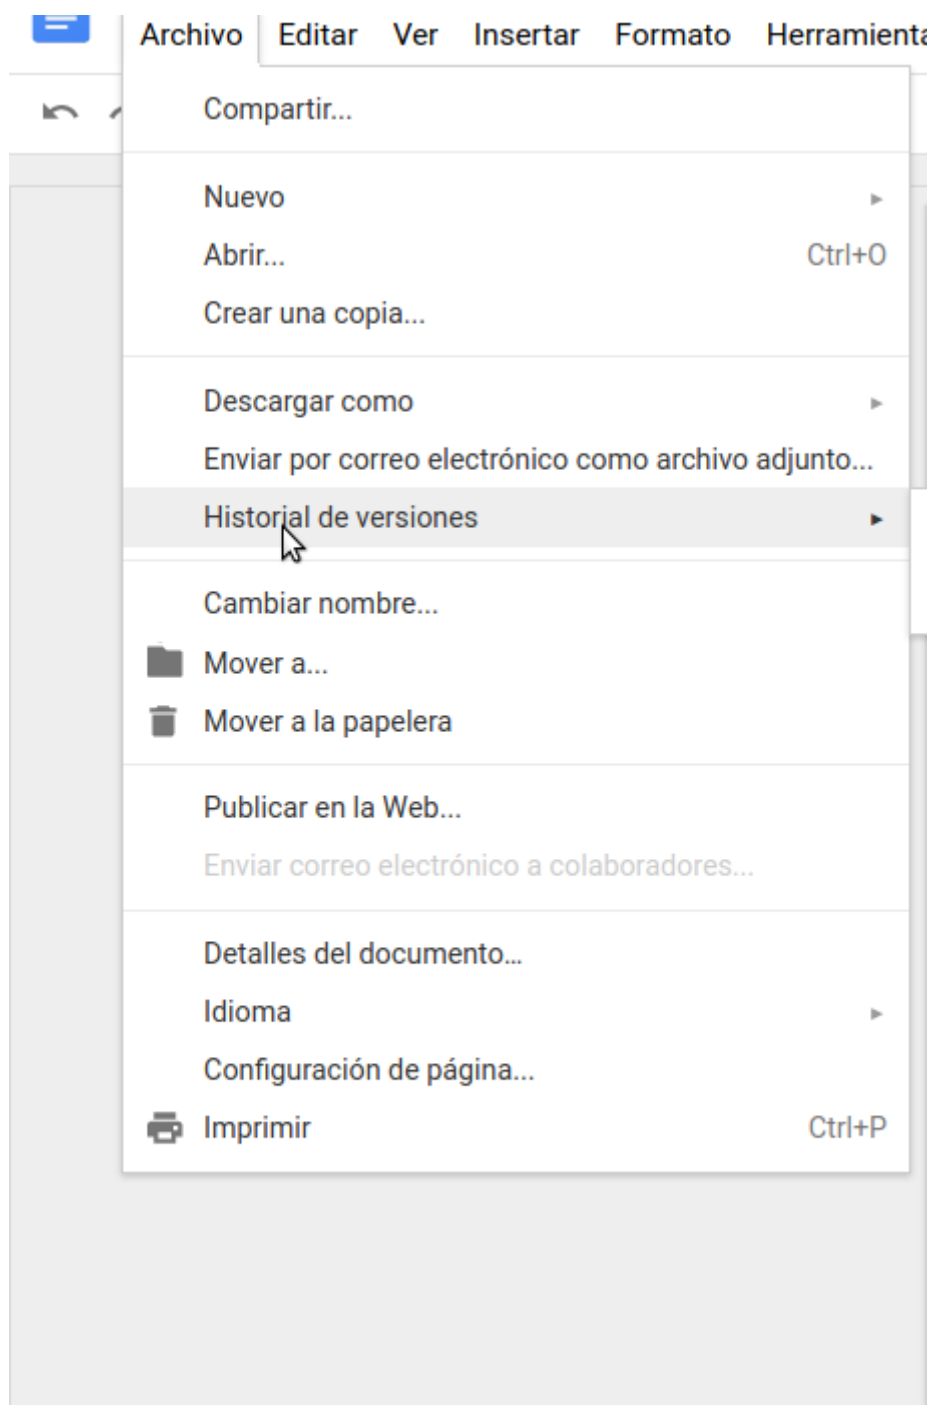 Archivo Editar Ver Insertar Formato
Compartir...
Nuevo
Abrir... Ctrl+O
Crear una copia...
Descargar como
Enviar por correo electrónico como archivo adjunto...
Historial de versiones
Cambiar nombre...
Mover a...
Mover a la papelera
Publicar en la Web...
Enviar correo electrónico a colaboradores...
Detalles del documento...
Idioma
Configuración de página...
Imprimir Ctrl+P